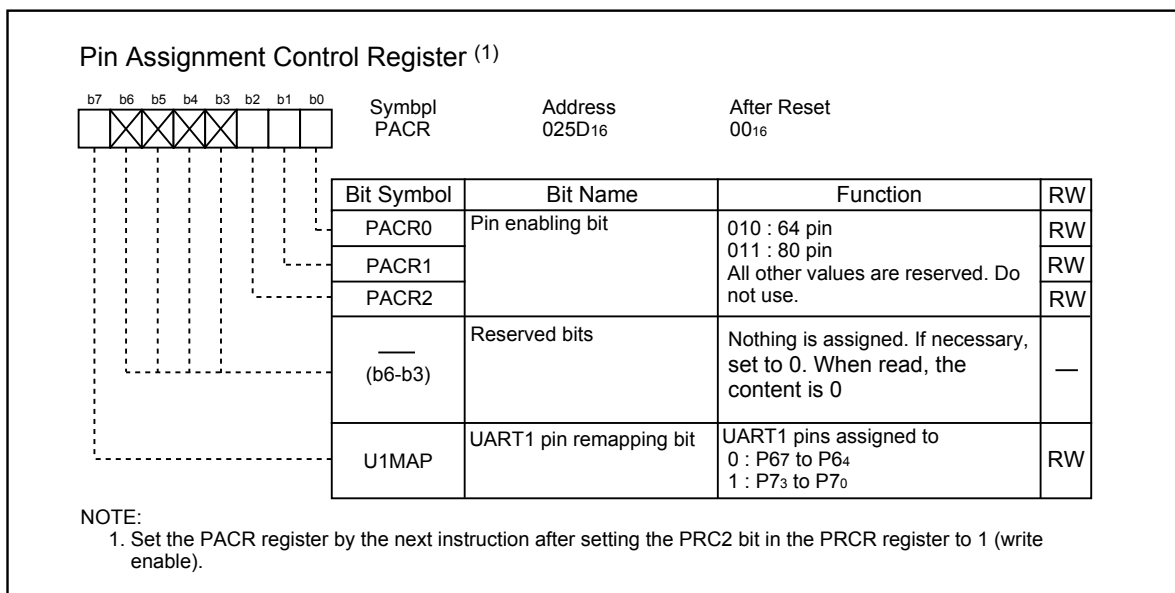 Pin Assignment Control Register (1)
b7 b6 b5 b4 b3 b2 b1 b0
Symbpl Address After Reset
PACR 025D16 0016
Bit Symbol Bit Name Function RW
PACR0 Pin enabling bit 010 : 64 pin RW
011 : 80 pin
PACR1 All other values are reserved. Do RW
PACR2 not use. RW
Reserved bits Nothing is assigned. If necessary,
(b6-b3) set to 0. When read, the —
content is 0
UART1 pin remapping bit UART1 pins assigned to
U1MAP 0 : P67 to P64 RW
1 : P73 to P70
NOTE:
1. Set the PACR register by the next instruction after setting the PRC2 bit in the PRCR register to 1 (write
enable).